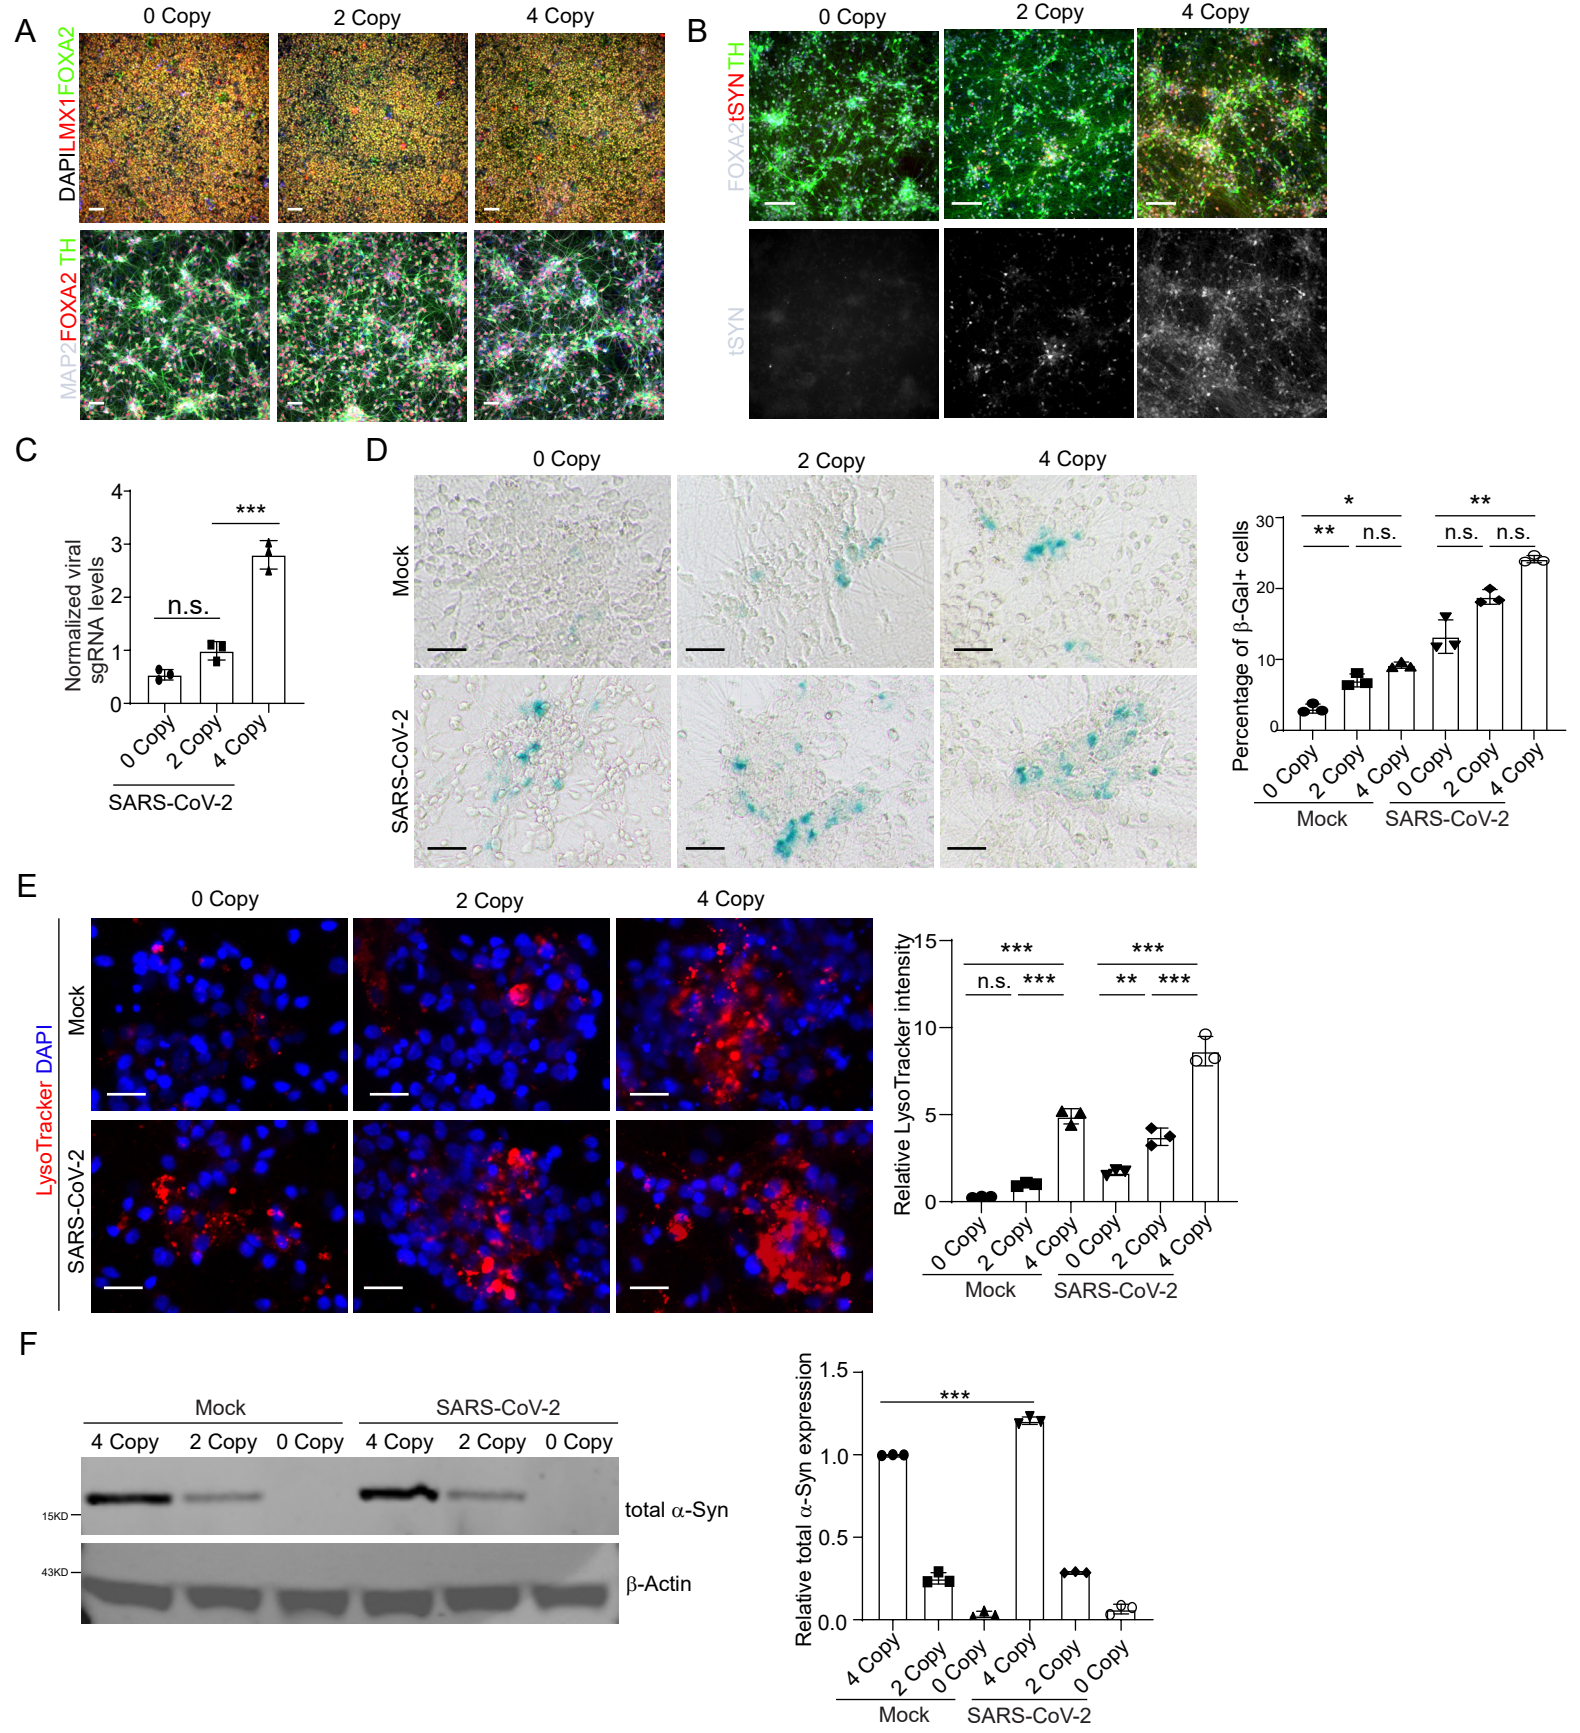 A
0 Copy
2 Copy
4 Copy
DAPI LMX1 FOXA2
MAP2 FOXA2 TH
B
0 Copy
2 Copy
4 Copy
FOXA2 tSYN TH
tSYN
C
Normalized viral
sgRNA levels
4
3
2
1
0
n.s.
***
0 Copy
2 Copy
4 Copy
SARS-CoV-2
D
0 Copy
2 Copy
4 Copy
Mock
SARS-CoV-2
Percentage of β-Gal+ cells
30
20
10
0
*
**
**
n.s.
n.s.
n.s.
0 Copy
2 Copy
4 Copy
0 Copy
2 Copy
4 Copy
Mock
SARS-CoV-2
E
0 Copy
2 Copy
4 Copy
LysoTracker DAPI
Mock
SARS-CoV-2
Relative LysoTracker intensity
15
10
5
0
***
***
n.s.
***
**
***
0 Copy
2 Copy
4 Copy
0 Copy
2 Copy
4 Copy
Mock
SARS-CoV-2
F
Mock
SARS-CoV-2
4 Copy
2 Copy
0 Copy
4 Copy
2 Copy
0 Copy
15KD
total α-Syn
43KD
β-Actin
Relative total α-Syn expression
1.5
1.0
0.5
0.0
***
4 Copy
2 Copy
0 Copy
4 Copy
2 Copy
0 Copy
Mock
SARS-CoV-2